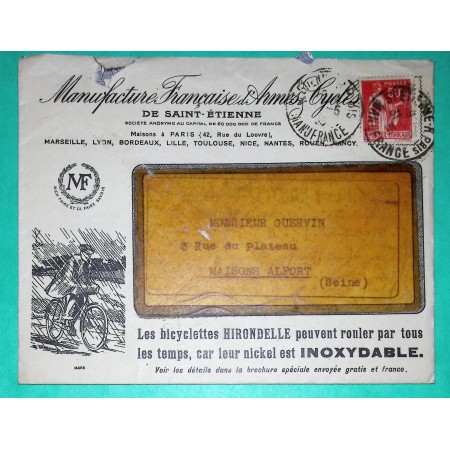 Manufacture Française d'Armes & Cycles
DE SAINT-ÉTIENNE
SOCIÉTÉ ANONYME AU CAPITAL DE 20 000 000 DE FRANCS
Maisons à PARIS (42, Rue du Louvre),
MARSEILLE, LYON, BORDEAUX, LILLE, TOULOUSE, NICE, NANTES, ROUEN, NANCY.
MF
MONSIEUR GUERVIN
3 Rue du Plateau
MAISONS ALFORT
(Seine)
Les bicyclettes HIRONDELLE peuvent rouler par tous
les temps, car leur nickel est INOXYDABLE.
Voir les détails dans la brochure spéciale envoyée gratis et franco.
MARS